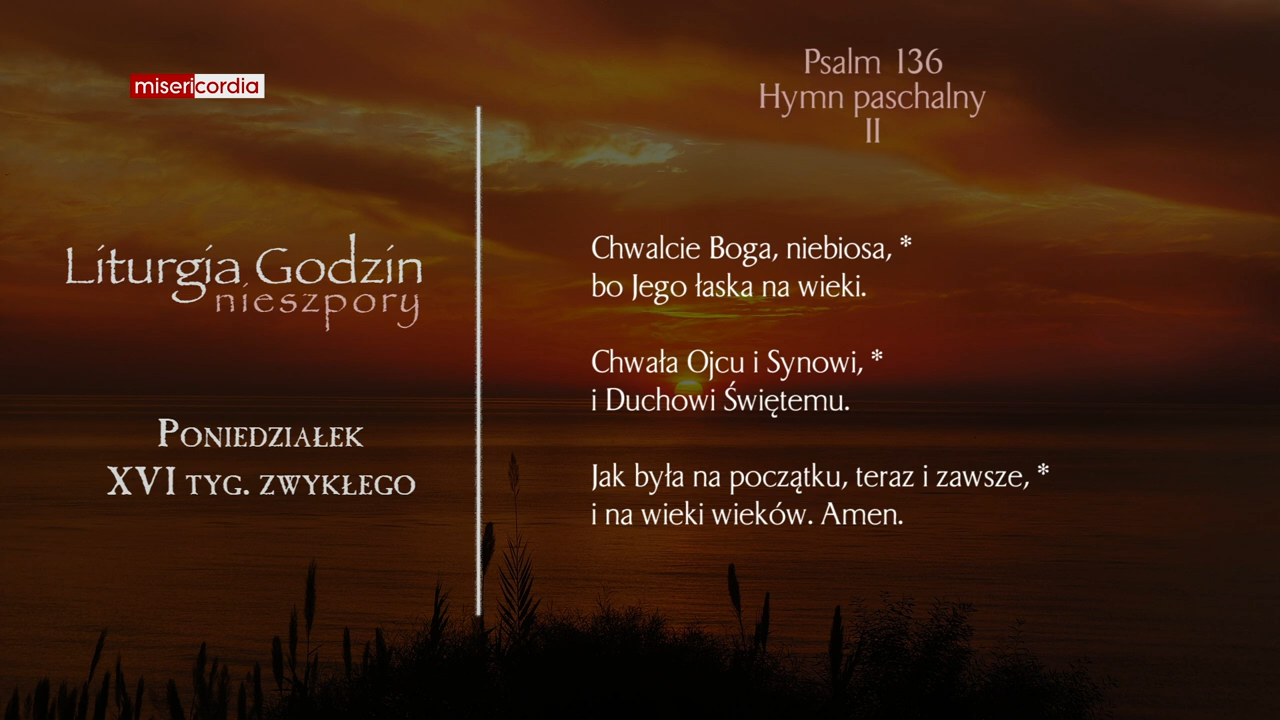 misericordia
Liturgia Godzin
nieszpory
Poniedziałek
XVI tyg. zwykłego
Psalm 136
Hymn paschalny
II
Chwalcie Boga, niebiosa, *
bo Jego łaska na wieki.
Chwała Ojcu i Synowi, *
i Duchowi Świętemu.
Jak była na początku, teraz i zawsze, *
i na wieki wieków. Amen.